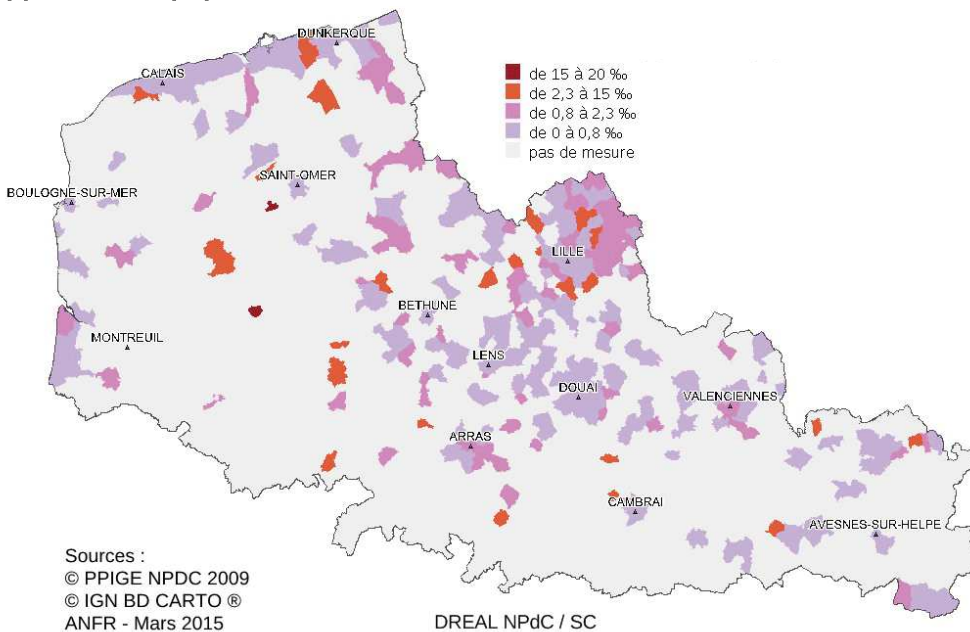 DUNKERQUE
CALAIS
de 15 à 20 ‰
de 2,3 à 15 ‰
de 0,8 à 2,3 ‰
de 0 à 0,8 ‰
pas de mesure
SAINT-OMER
BOULOGNE-SUR-MER
LILLE
BETHUNE
MONTREUIL
LENS
DOUAI
VALENCIENNES
ARRAS
CAMBRAI
AVESNES-SUR-HELPE
Sources :
© PPIGE NPDC 2009
© IGN BD CARTO ®
ANFR - Mars 2015
DREAL NPdC / SC